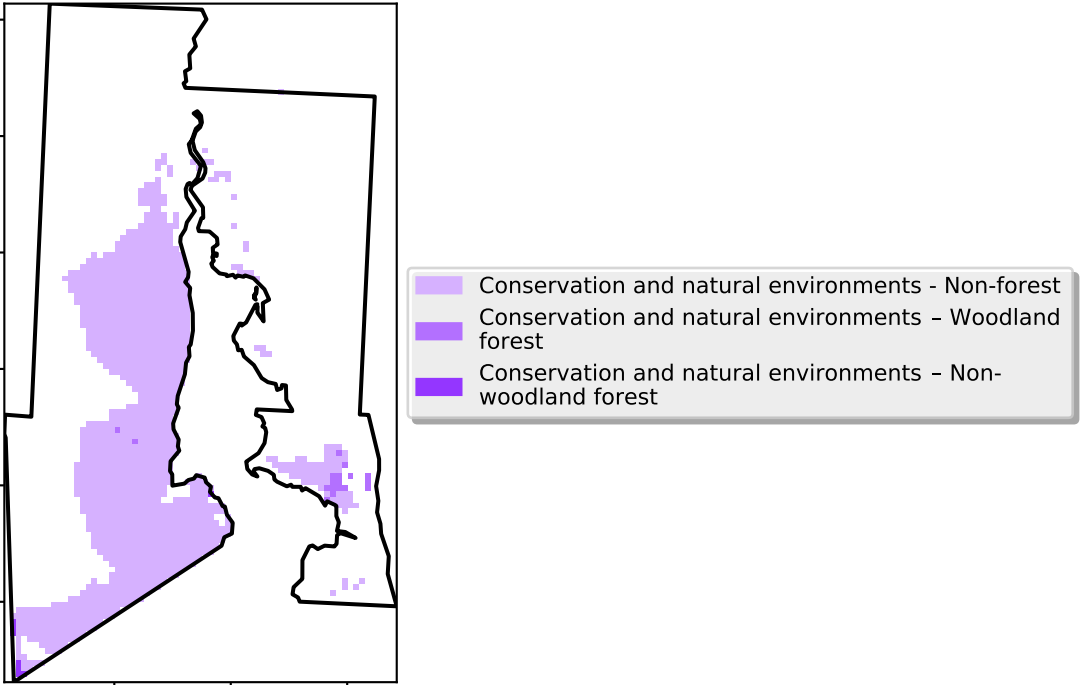 Conservation and natural environments - Non-forest
Conservation and natural environments – Woodland
forest
Conservation and natural environments – Non-
woodland forest